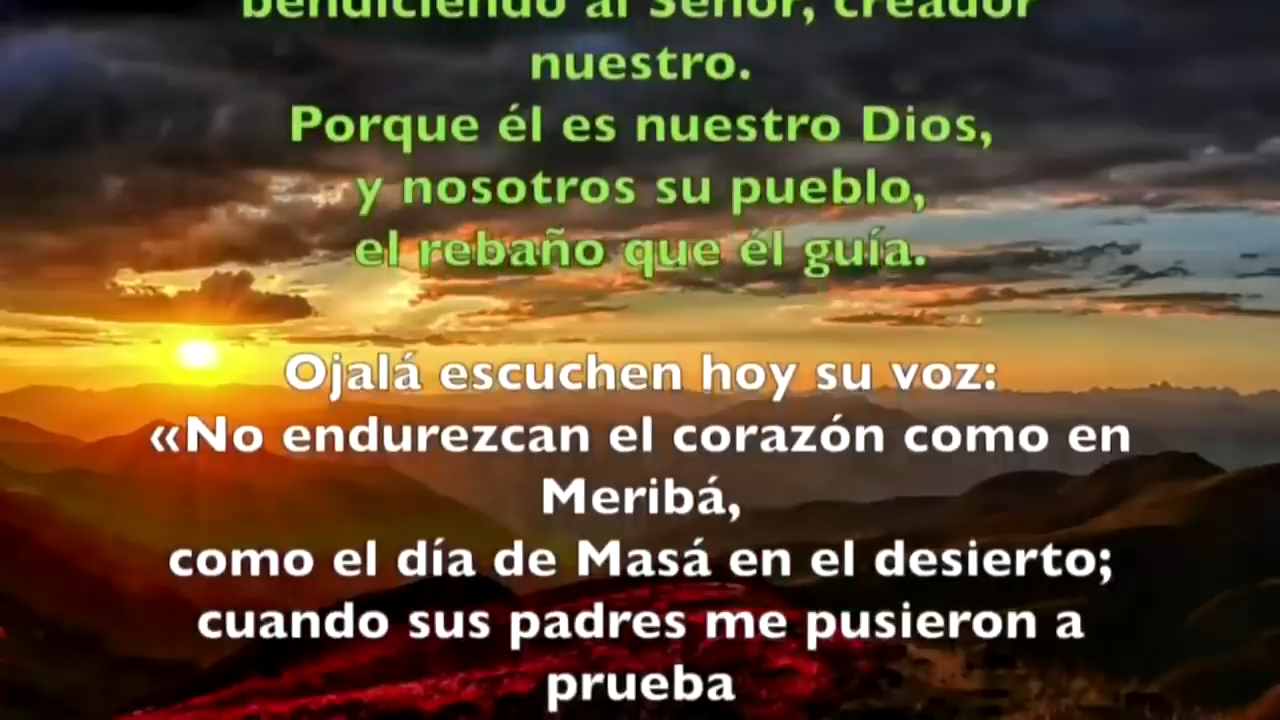 bendiciendo al Señor, creador
nuestro.
Porque él es nuestro Dios,
y nosotros su pueblo,
el rebaño que él guía.
Ojalá escuchen hoy su voz:
«No endurezcan el corazón como en
Meribá,
como el día de Masá en el desierto;
cuando sus padres me pusieron a
prueba